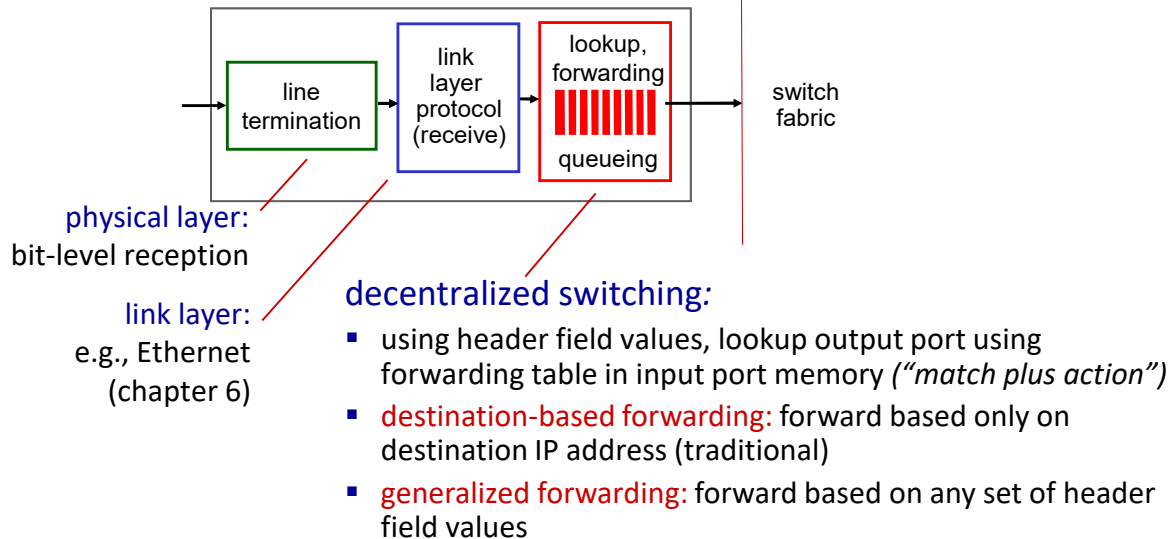 line
termination
link
layer
protocol
(receive)
lookup,
forwarding
queueing
switch
fabric
physical layer:
bit-level reception
link layer:
e.g., Ethernet
(chapter 6)
decentralized switching:
▪ using header field values, lookup output port using
forwarding table in input port memory (“match plus action”)
▪ destination-based forwarding: forward based only on
destination IP address (traditional)
▪ generalized forwarding: forward based on any set of header
field values